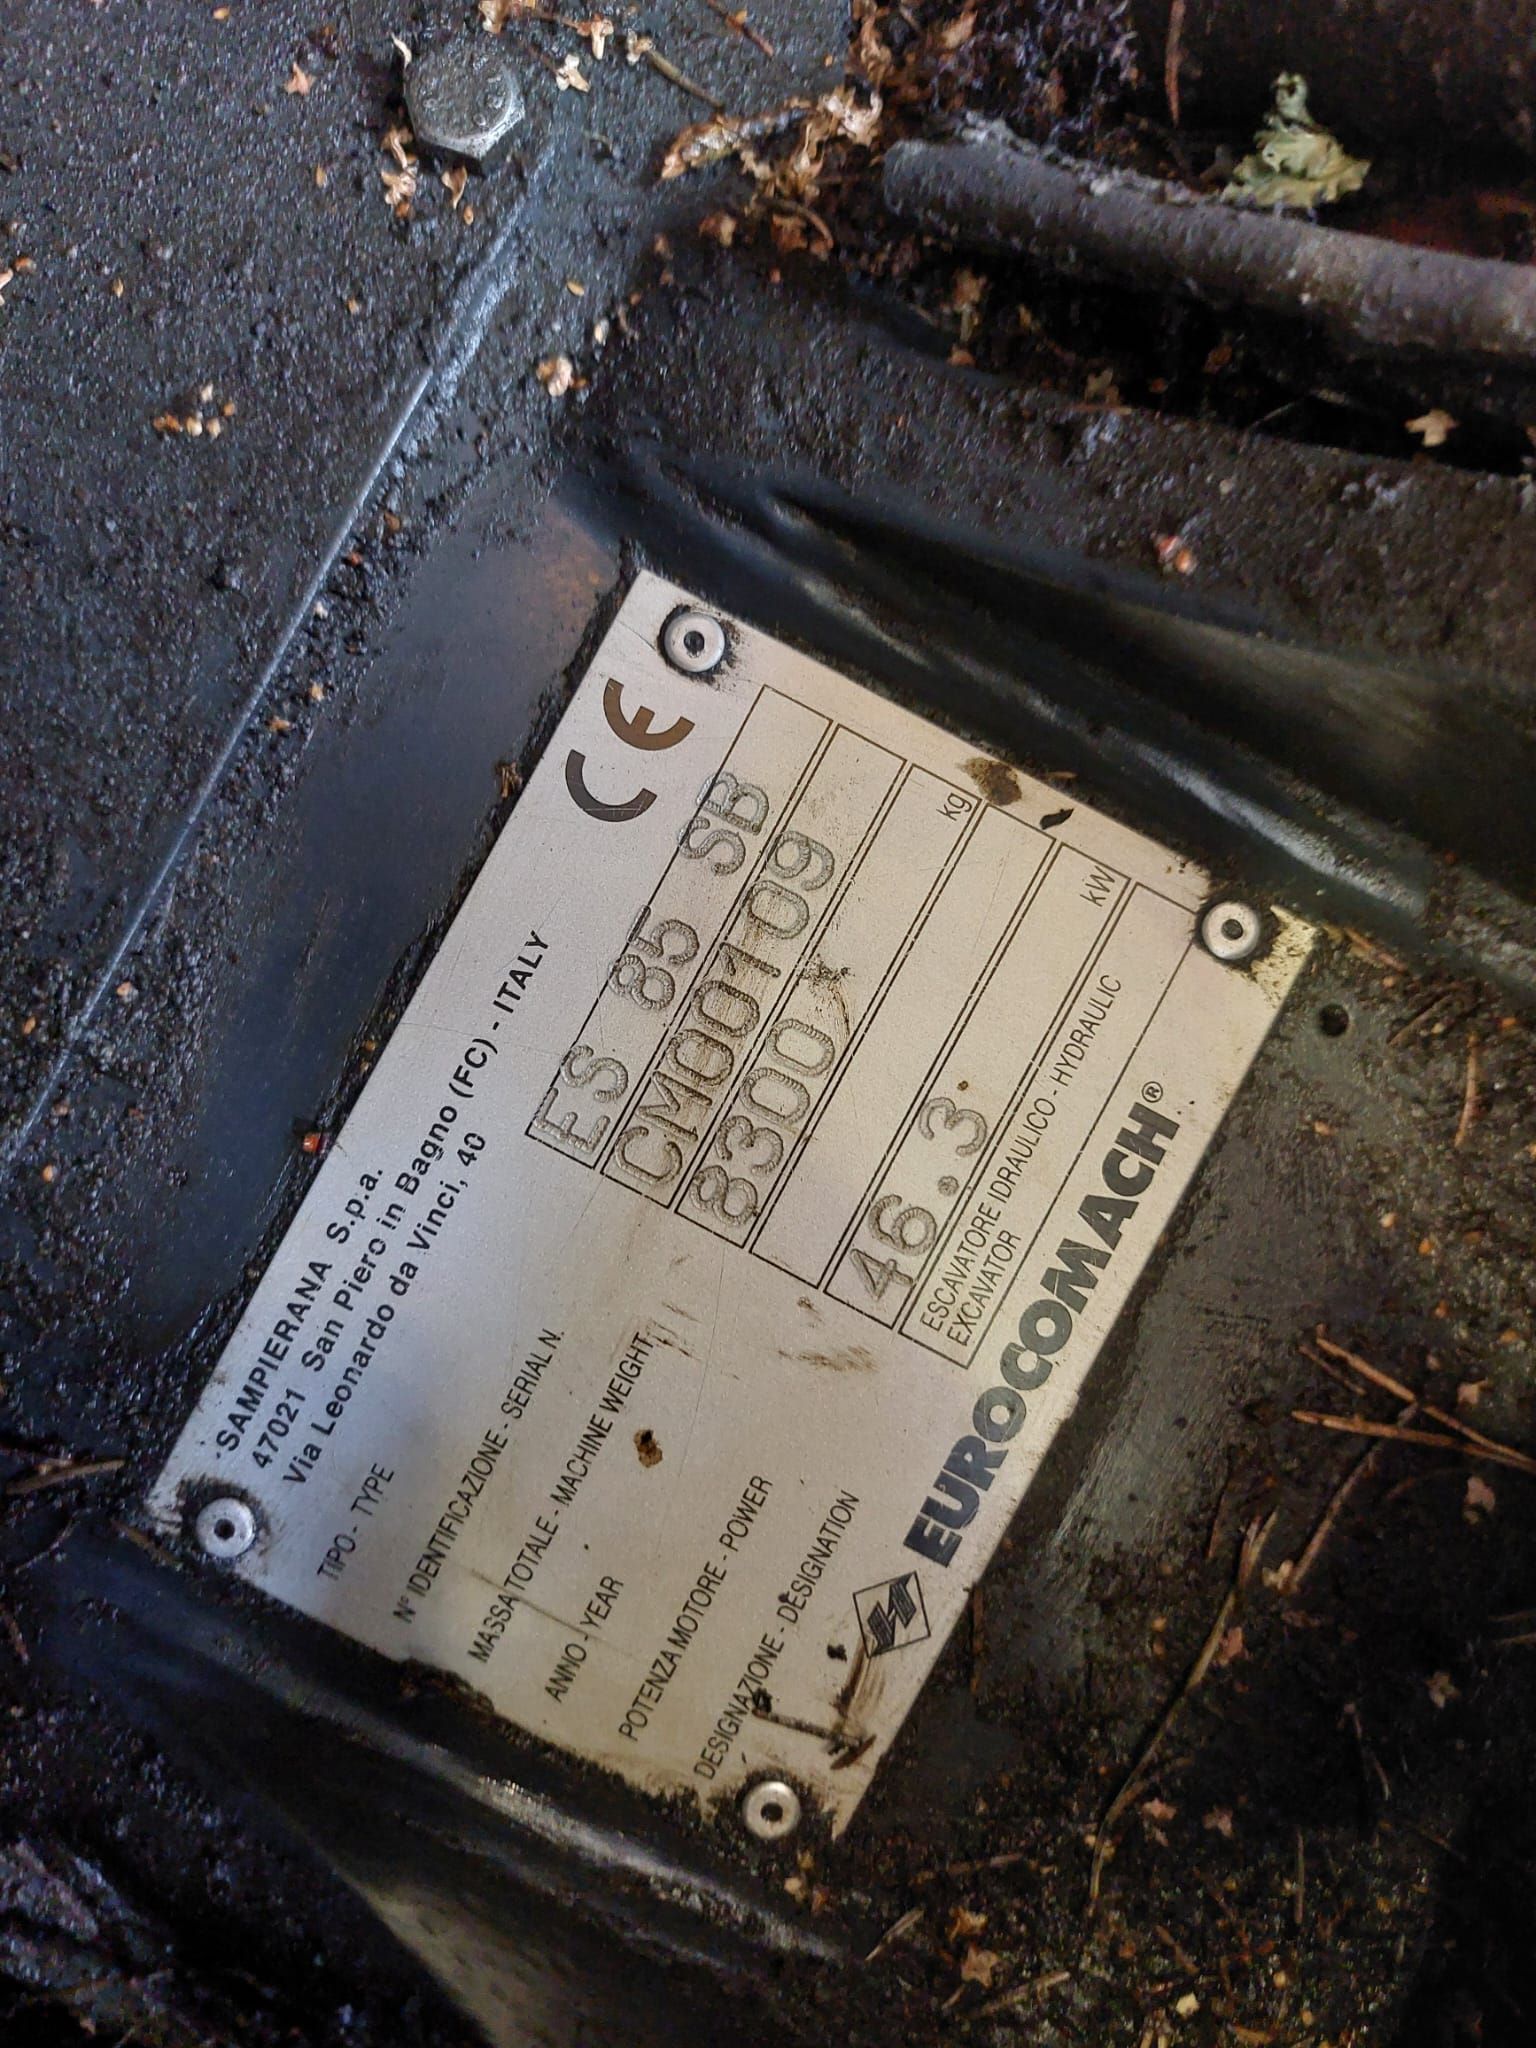 SAMPIERANA S.p.a.
47021 San Piero in Bagno (FC) - ITALY
Via Leonardo da Vinci, 40
CE
TIPO - TYPE ES 85 SB
N° IDENTIFICAZIONE - SERIAL N. CM00109
MASSA TOTALE - MACHINE WEIGHT 8300 kg
ANNO - YEAR
POTENZA MOTORE - POWER 46.3 kW
DESIGNAZIONE - DESIGNATION ESCAVATORE IDRAULICO - HYDRAULIC
EXCAVATOR
EUROCOMACH®